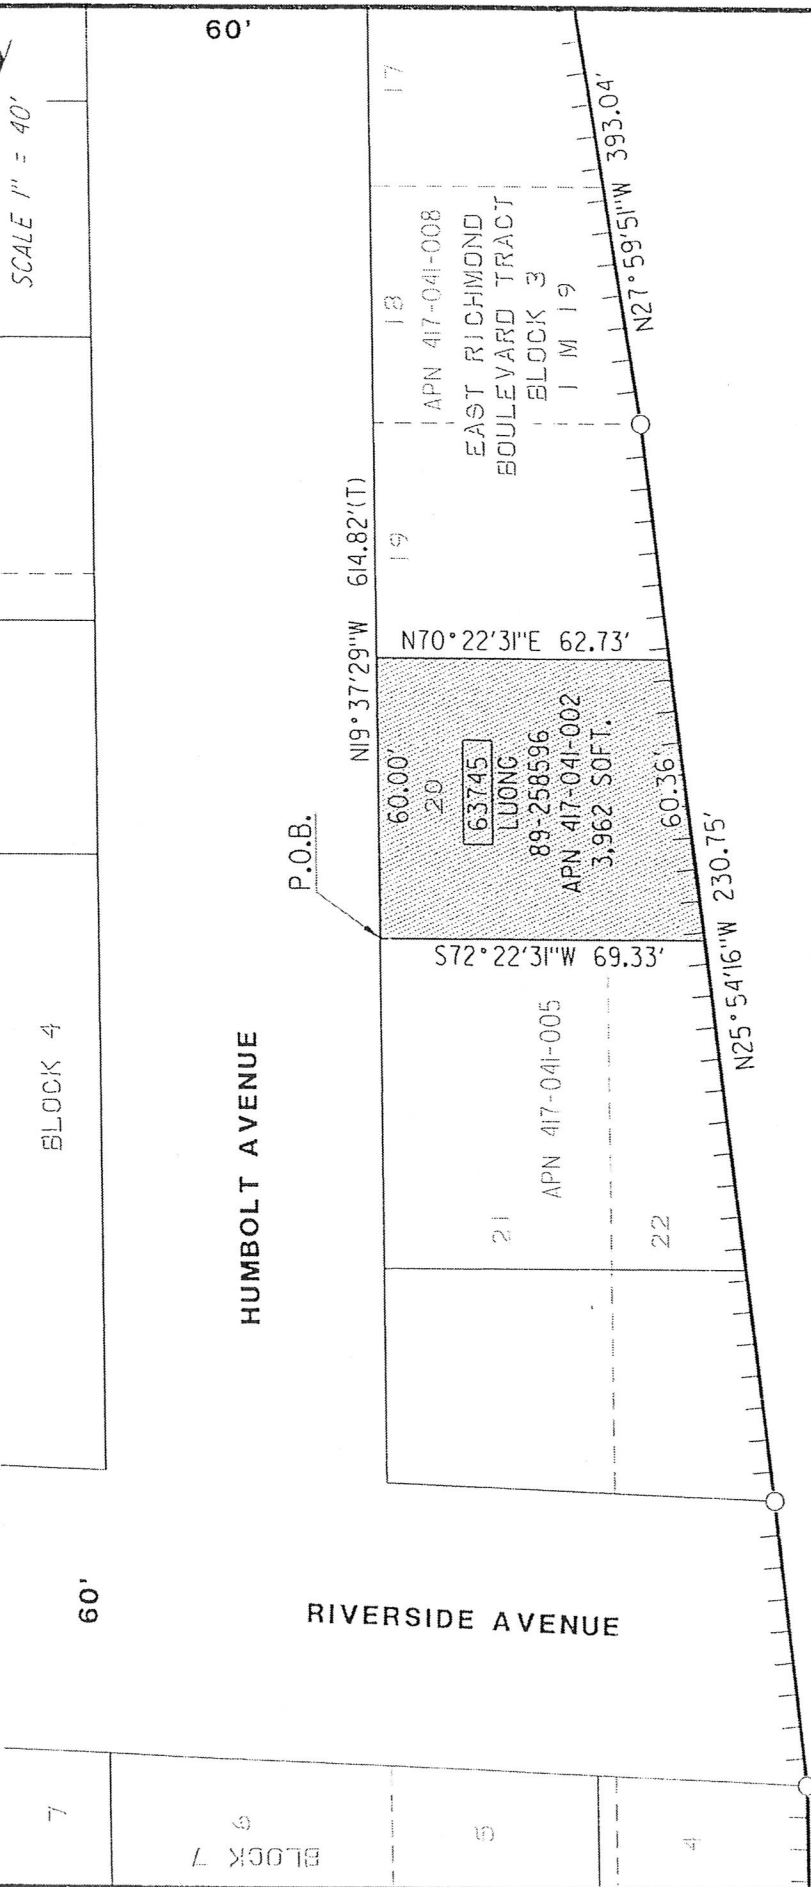 60'
SCALE 1" = 40'
17
N27°59'51"W 393.04'
18
APN 417-041-008
EAST RICHMOND
BOULEVARD TRACT
BLOCK 3
1 M 19
N19°37'29"W 614.82'(T)
19
N70°22'31"E 62.73'
P.O.B.
60.00'
20
63745
LUONG
89-258596
APN 417-041-002
3,962 SQFT.
60.36'
S72°22'31"W 69.33'
N25°54'16"W 230.75'
BLOCK 4
HUMBOLT AVENUE
APN 417-041-005
21
22
60'
RIVERSIDE AVENUE
7
6
BLOCK 7
5
4